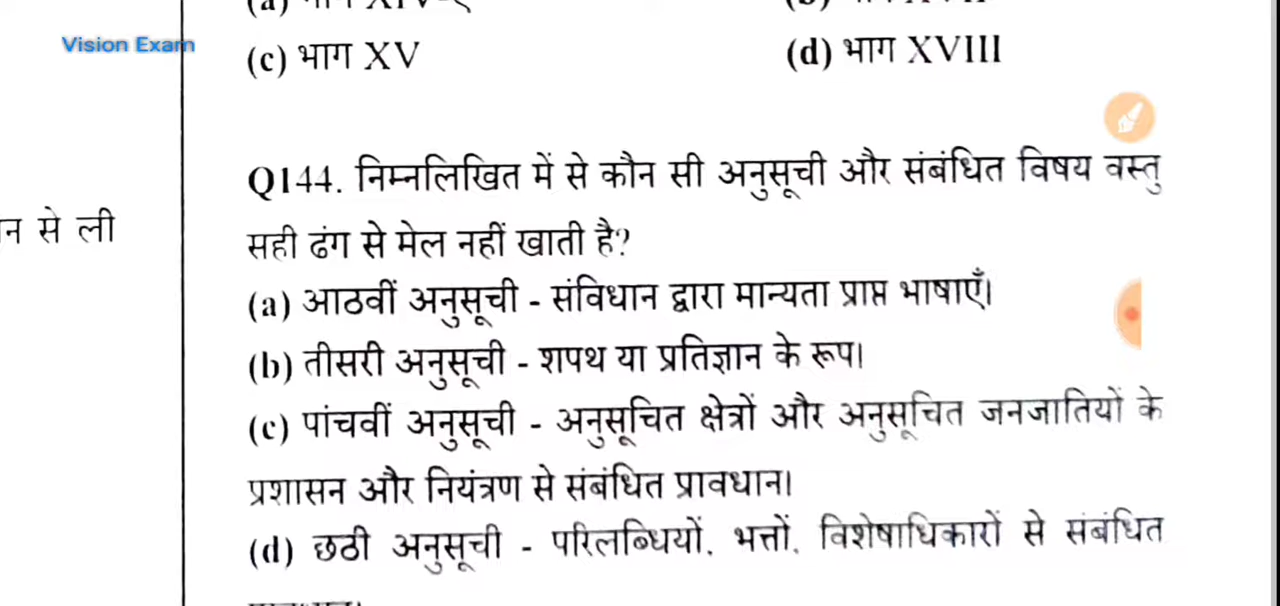 Vision Exam
(c) भाग XV (d) भाग XVIII
Q144. निम्नलिखित में से कौन सी अनुसूची और संबंधित विषय वस्तु
सही ढंग से मेल नहीं खाती है?
न से ली
(a) आठवीं अनुसूची - संविधान द्वारा मान्यता प्राप्त भाषाएँ।
(b) तीसरी अनुसूची - शपथ या प्रतिज्ञान के रूप।
(c) पांचवीं अनुसूची - अनुसूचित क्षेत्रों और अनुसूचित जनजातियों के
प्रशासन और नियंत्रण से संबंधित प्रावधान।
(d) छठी अनुसूची - परिलब्धियों, भत्तों, विशेषाधिकारों से संबंधित